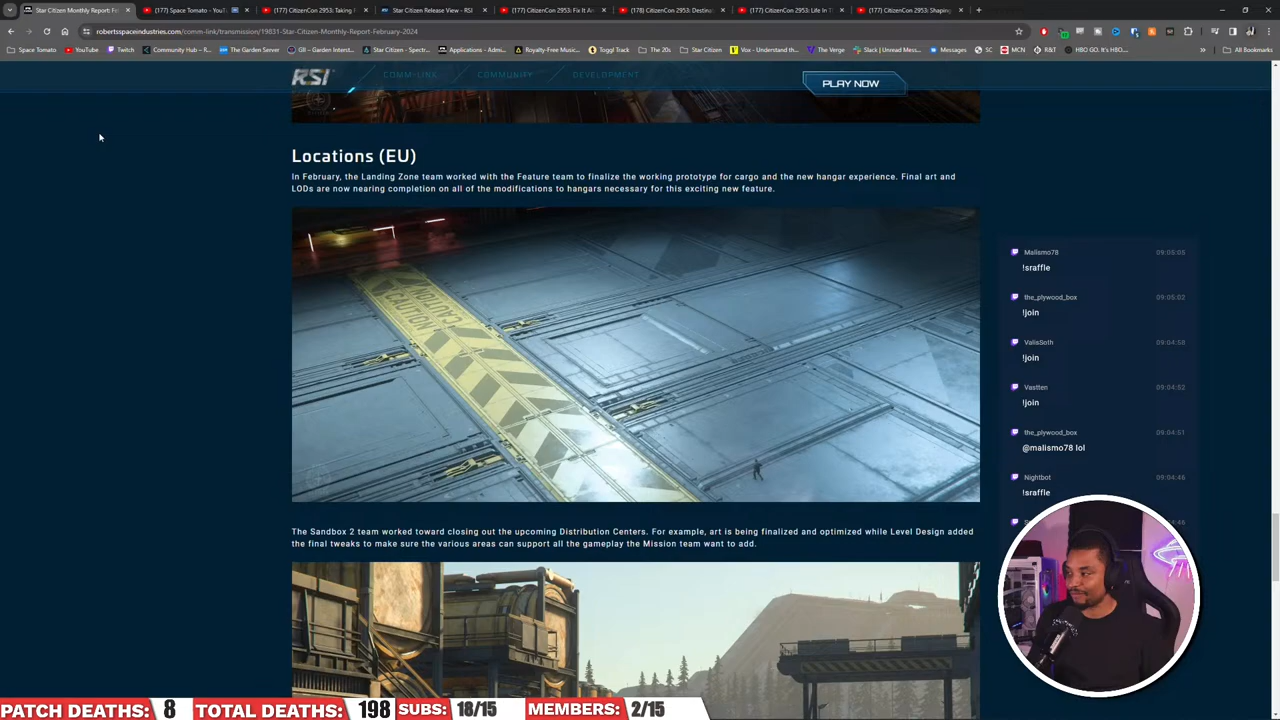 Star Citizen Monthly Report: Fe
(177) Space Tomato - You
(177) CitizenCon 2953: Taking
Star Citizen Release View - RSI
(177) CitizenCon 2953: Fix It An
(178) CitizenCon 2953: Destina
(177) CitizenCon 2953: Life In T
(177) CitizenCon 2953: Shaping
robertsspaceindustries.com/comm-link/transmission/19831-Star-Citizen-Monthly-Report-February-2024
Space Tomato YouTube Twitch Community Hub - R... The Garden Server GII – Garden Inters... Star Citizen - Spectr... Applications - Admi... Royalty-Free Music... Toggl Track The 20s Star Citizen Vox - Understand th... The Verge Slack | Unread Mess... Messages SC MCN R&T HBO GO. It's HBO.... All Bookmarks
RSI COMM-LINK COMMUNITY DEVELOPMENT PLAY NOW
Locations (EU)
In February, the Landing Zone team worked with the Feature team to finalize the working prototype for cargo and the new hangar experience. Final art and
LODs are now nearing completion on all of the modifications to hangars necessary for this exciting new feature.
CAUTION
CAUTION
The Sandbox 2 team worked toward closing out the upcoming Distribution Centers. For example, art is being finalized and optimized while Level Design added
the final tweaks to make sure the various areas can support all the gameplay the Mission team want to add.
Malismo78 09:05:05
!sraffle
the_plywood_box 09:05:02
!join
ValisSoth 09:04:58
!join
Vastten 09:04:52
!join
the_plywood_box 09:04:51
@malismo78 lol
Nightbot 09:04:46
!sraffle
PATCH DEATHS: 8 TOTAL DEATHS: 198 SUBS: 18/15 MEMBERS: 2/15